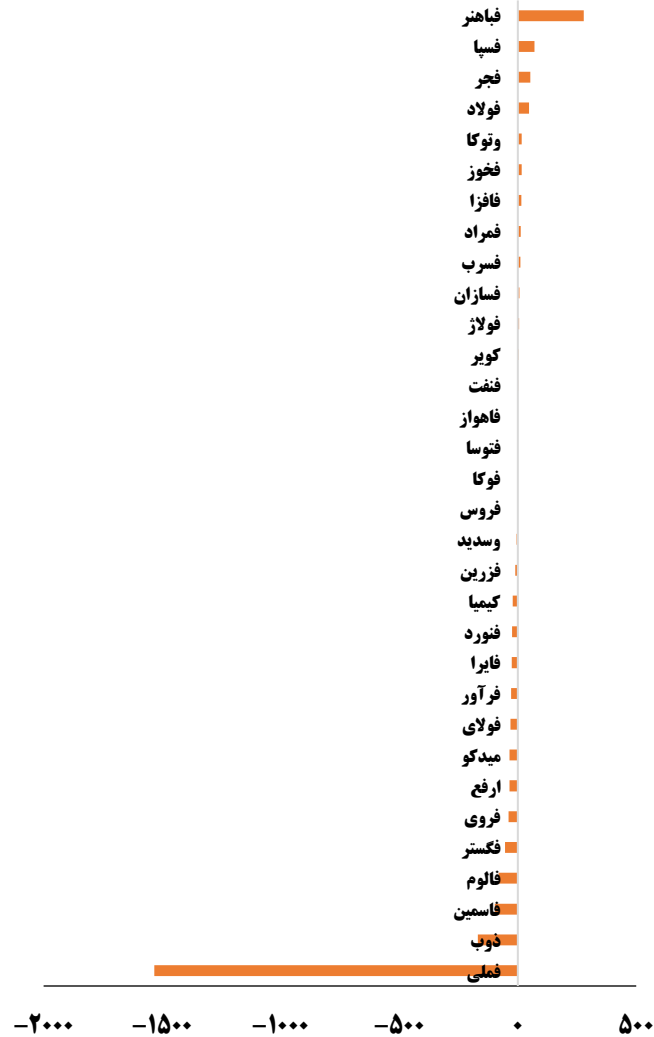 فباهنر
فسپا
فجر
فولاد
وتوکا
فخوز
فافزا
فمراد
فسرب
فسازان
فولاژ
کویر
فنفت
فاهواز
فتوسا
فوکا
فروس
وسدید
فزرین
کیمیا
فنورد
فایرا
فرآور
فولای
میدکو
ارفع
فروی
فگستر
فالوم
فاسمین
ذوب
فملی
-۲۰۰۰ -۱۵۰۰ -۱۰۰۰ -۵۰۰ ۰ ۵۰۰